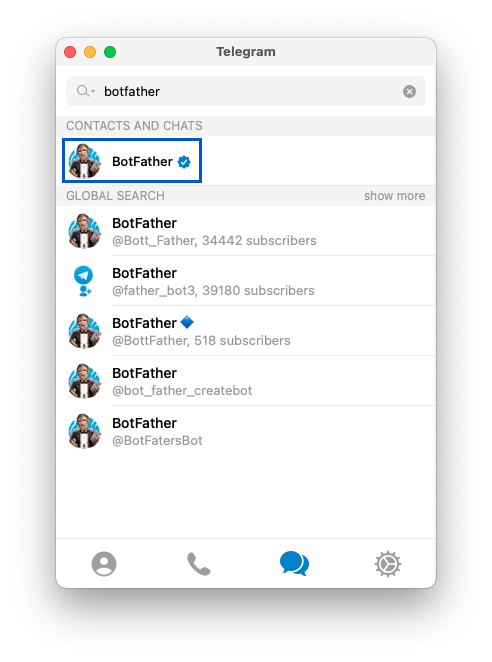 Telegram
botfather
CONTACTS AND CHATS
BotFather
GLOBAL SEARCH show more
BotFather
@Bott_Father, 34442 subscribers
BotFather
@father_bot3, 39180 subscribers
BotFather
@BottFather, 518 subscribers
BotFather
@bot_father_createbot
BotFather
@BotFatersBot